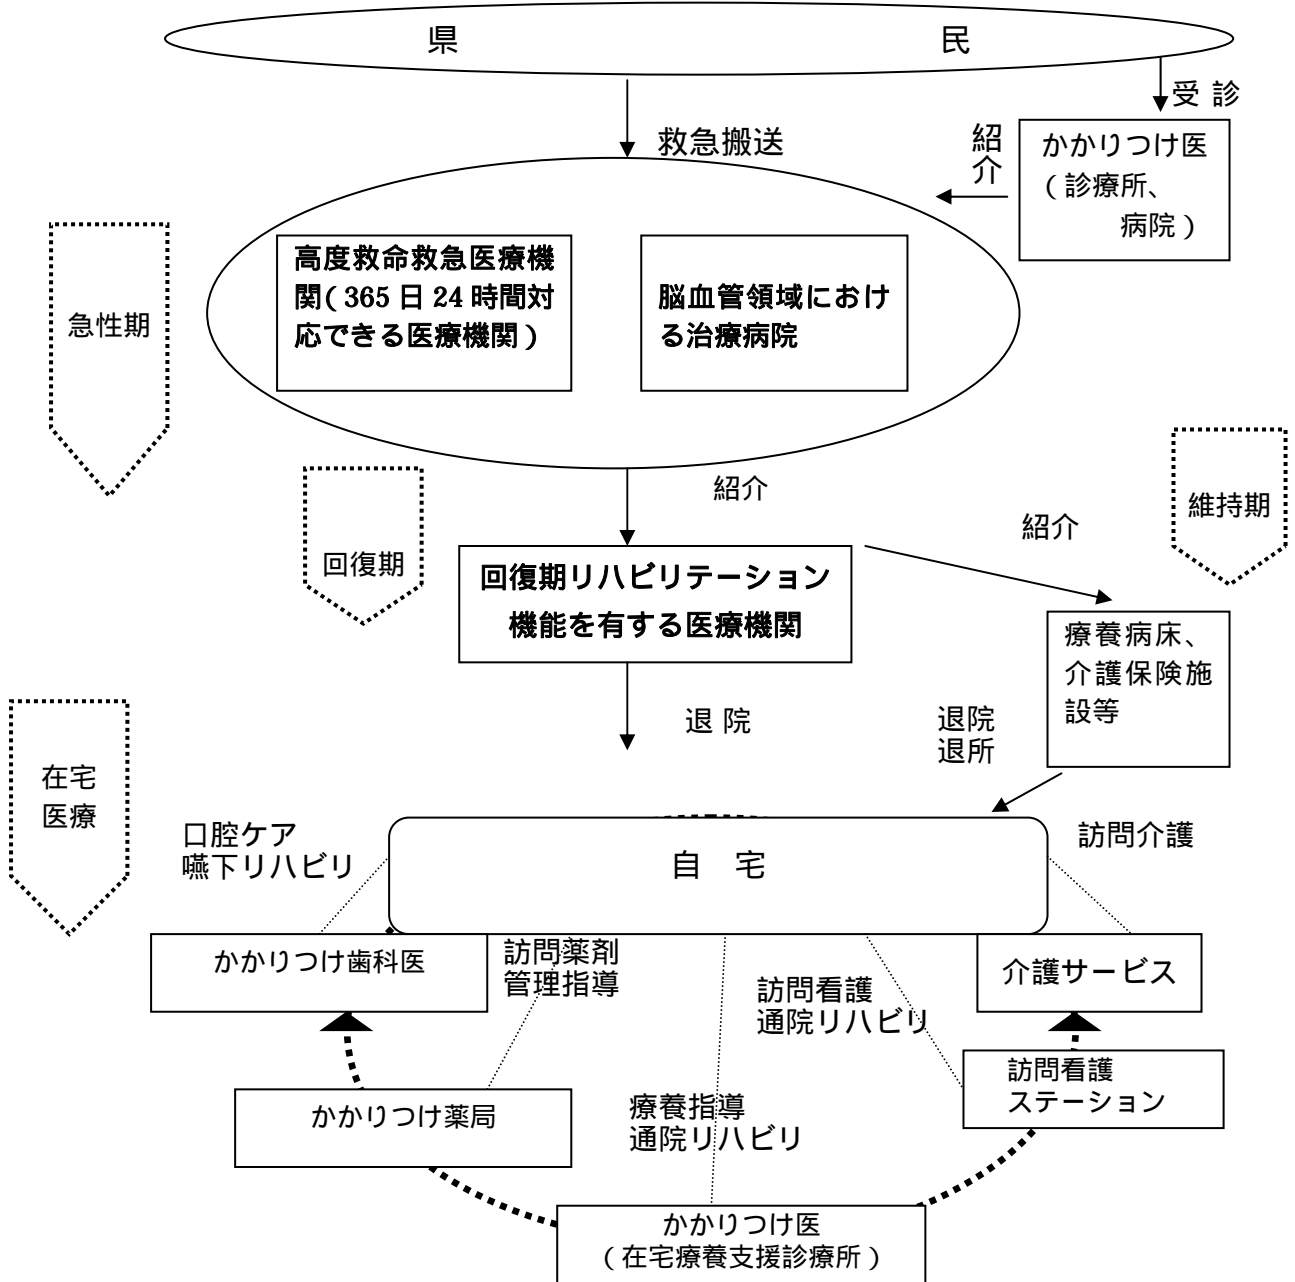 県 民
受 診
救急搬送
紹
介
かかりつけ医
（診療所、
病院）
高度救命救急医療機
関（365 日 24 時間対
応できる医療機関）
脳血管領域におけ
る治療病院
急性期
紹介
回復期
維持期
紹介
回復期リハビリテーション
機能を有する医療機関
療養病床、
介護保険施
設等
退 院
退院
退所
在宅
医療
口腔ケア
嚥下リハビリ
自 宅
訪問介護
かかりつけ歯科医
訪問薬剤
管理指導
訪問看護
通院リハビリ
介護サービス
かかりつけ薬局
療養指導
通院リハビリ
訪問看護
ステーション
かかりつけ医
（在宅療養支援診療所）